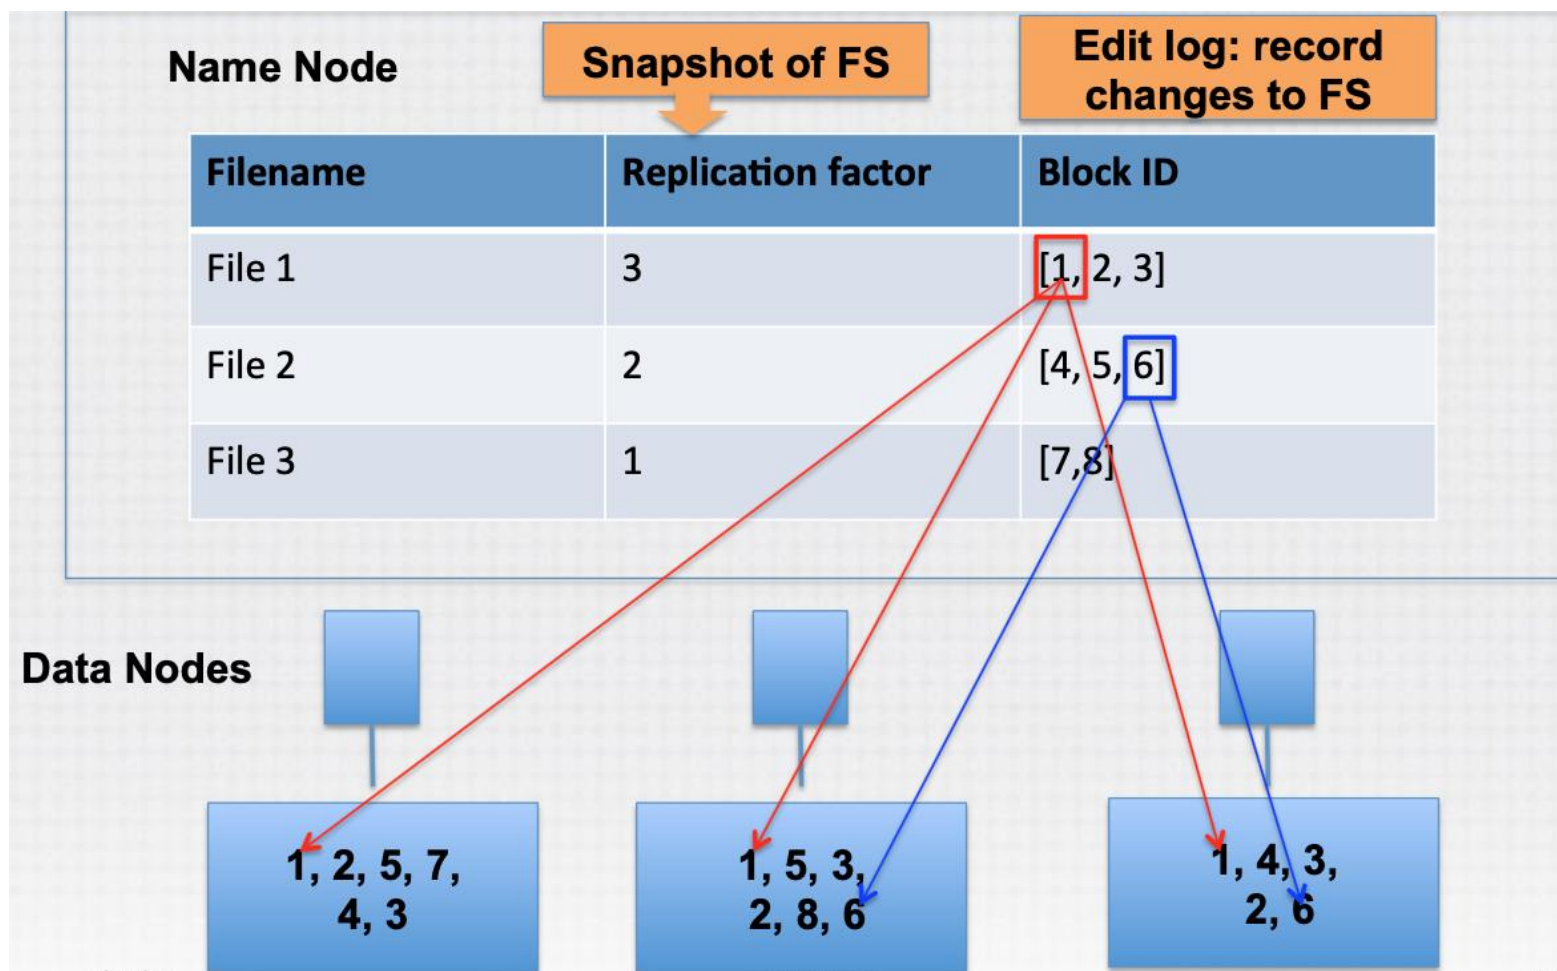 Name Node
Snapshot of FS
Edit log: record
changes to FS
Filename Replication factor Block ID
File 1 3 [1, 2, 3]
File 2 2 [4, 5, 6]
File 3 1 [7,8]
Data Nodes
1, 2, 5, 7,
4, 3
1, 5, 3,
2, 8, 6
1, 4, 3,
2, 6